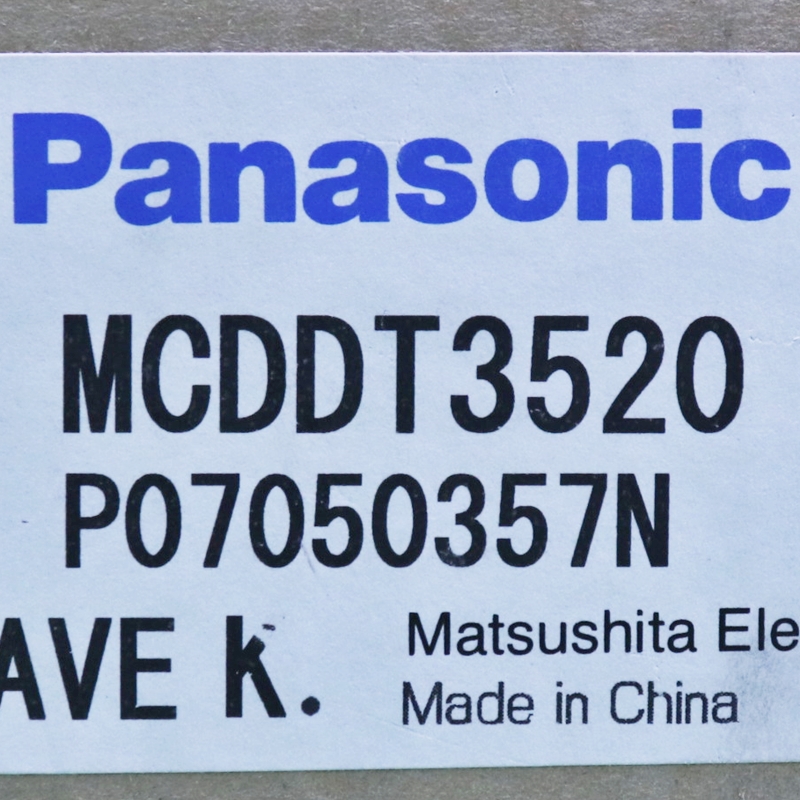 Panasonic
MCDDT3520
P07050357N
AVE K. Matsushita Ele
Made in China